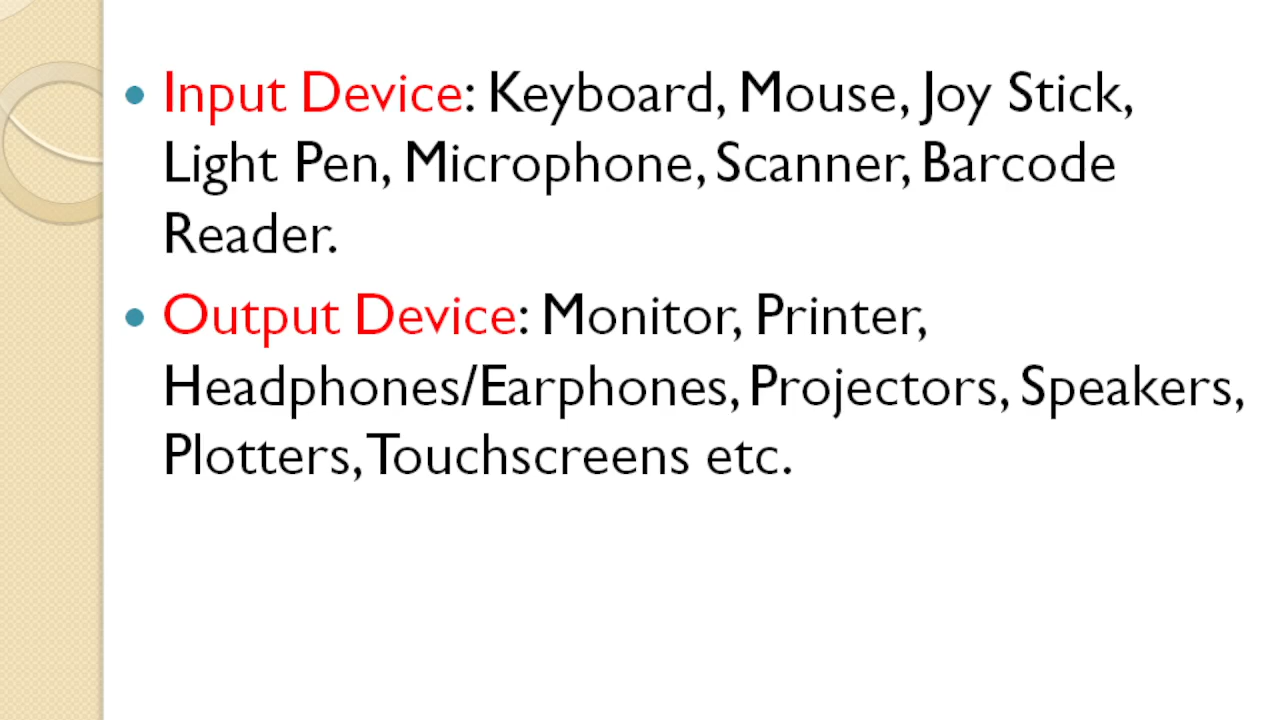 • Input Device: Keyboard, Mouse, Joy Stick,
Light Pen, Microphone, Scanner, Barcode
Reader.
• Output Device: Monitor, Printer,
Headphones/Earphones, Projectors, Speakers,
Plotters, Touchscreens etc.